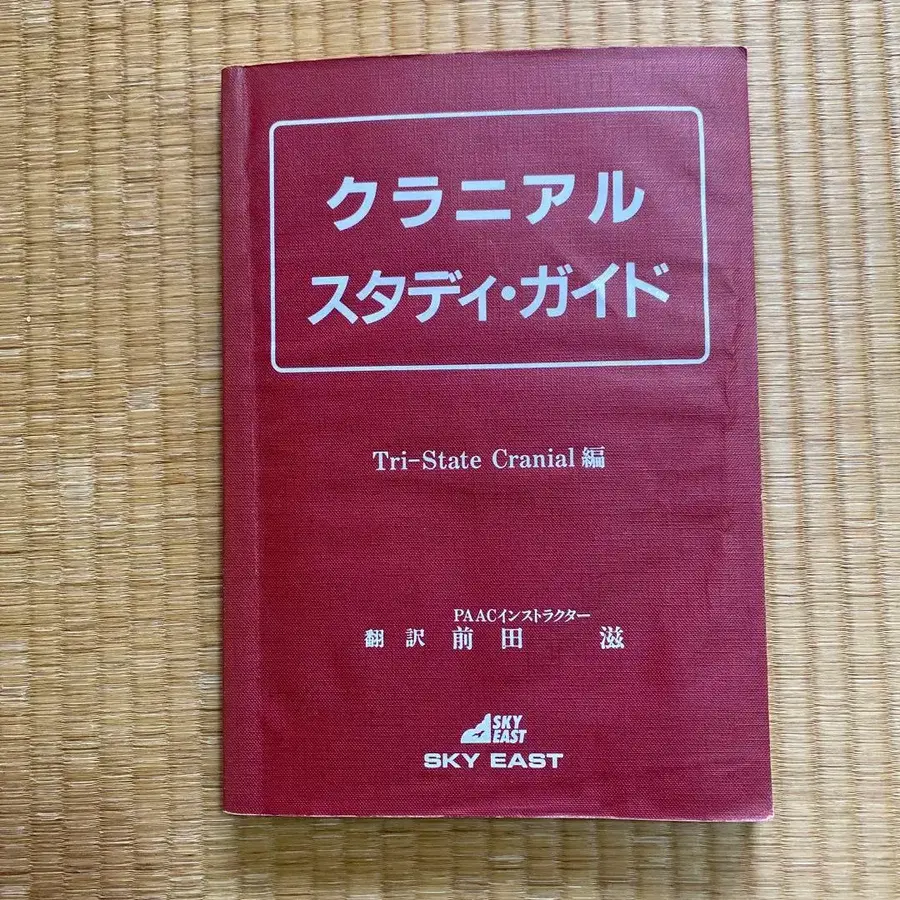 クラニアル
スタディ・ガイド
Tri-State Cranial 編
PAACインストラクター
翻訳 前田 滋
SKY
EAST
SKY EAST